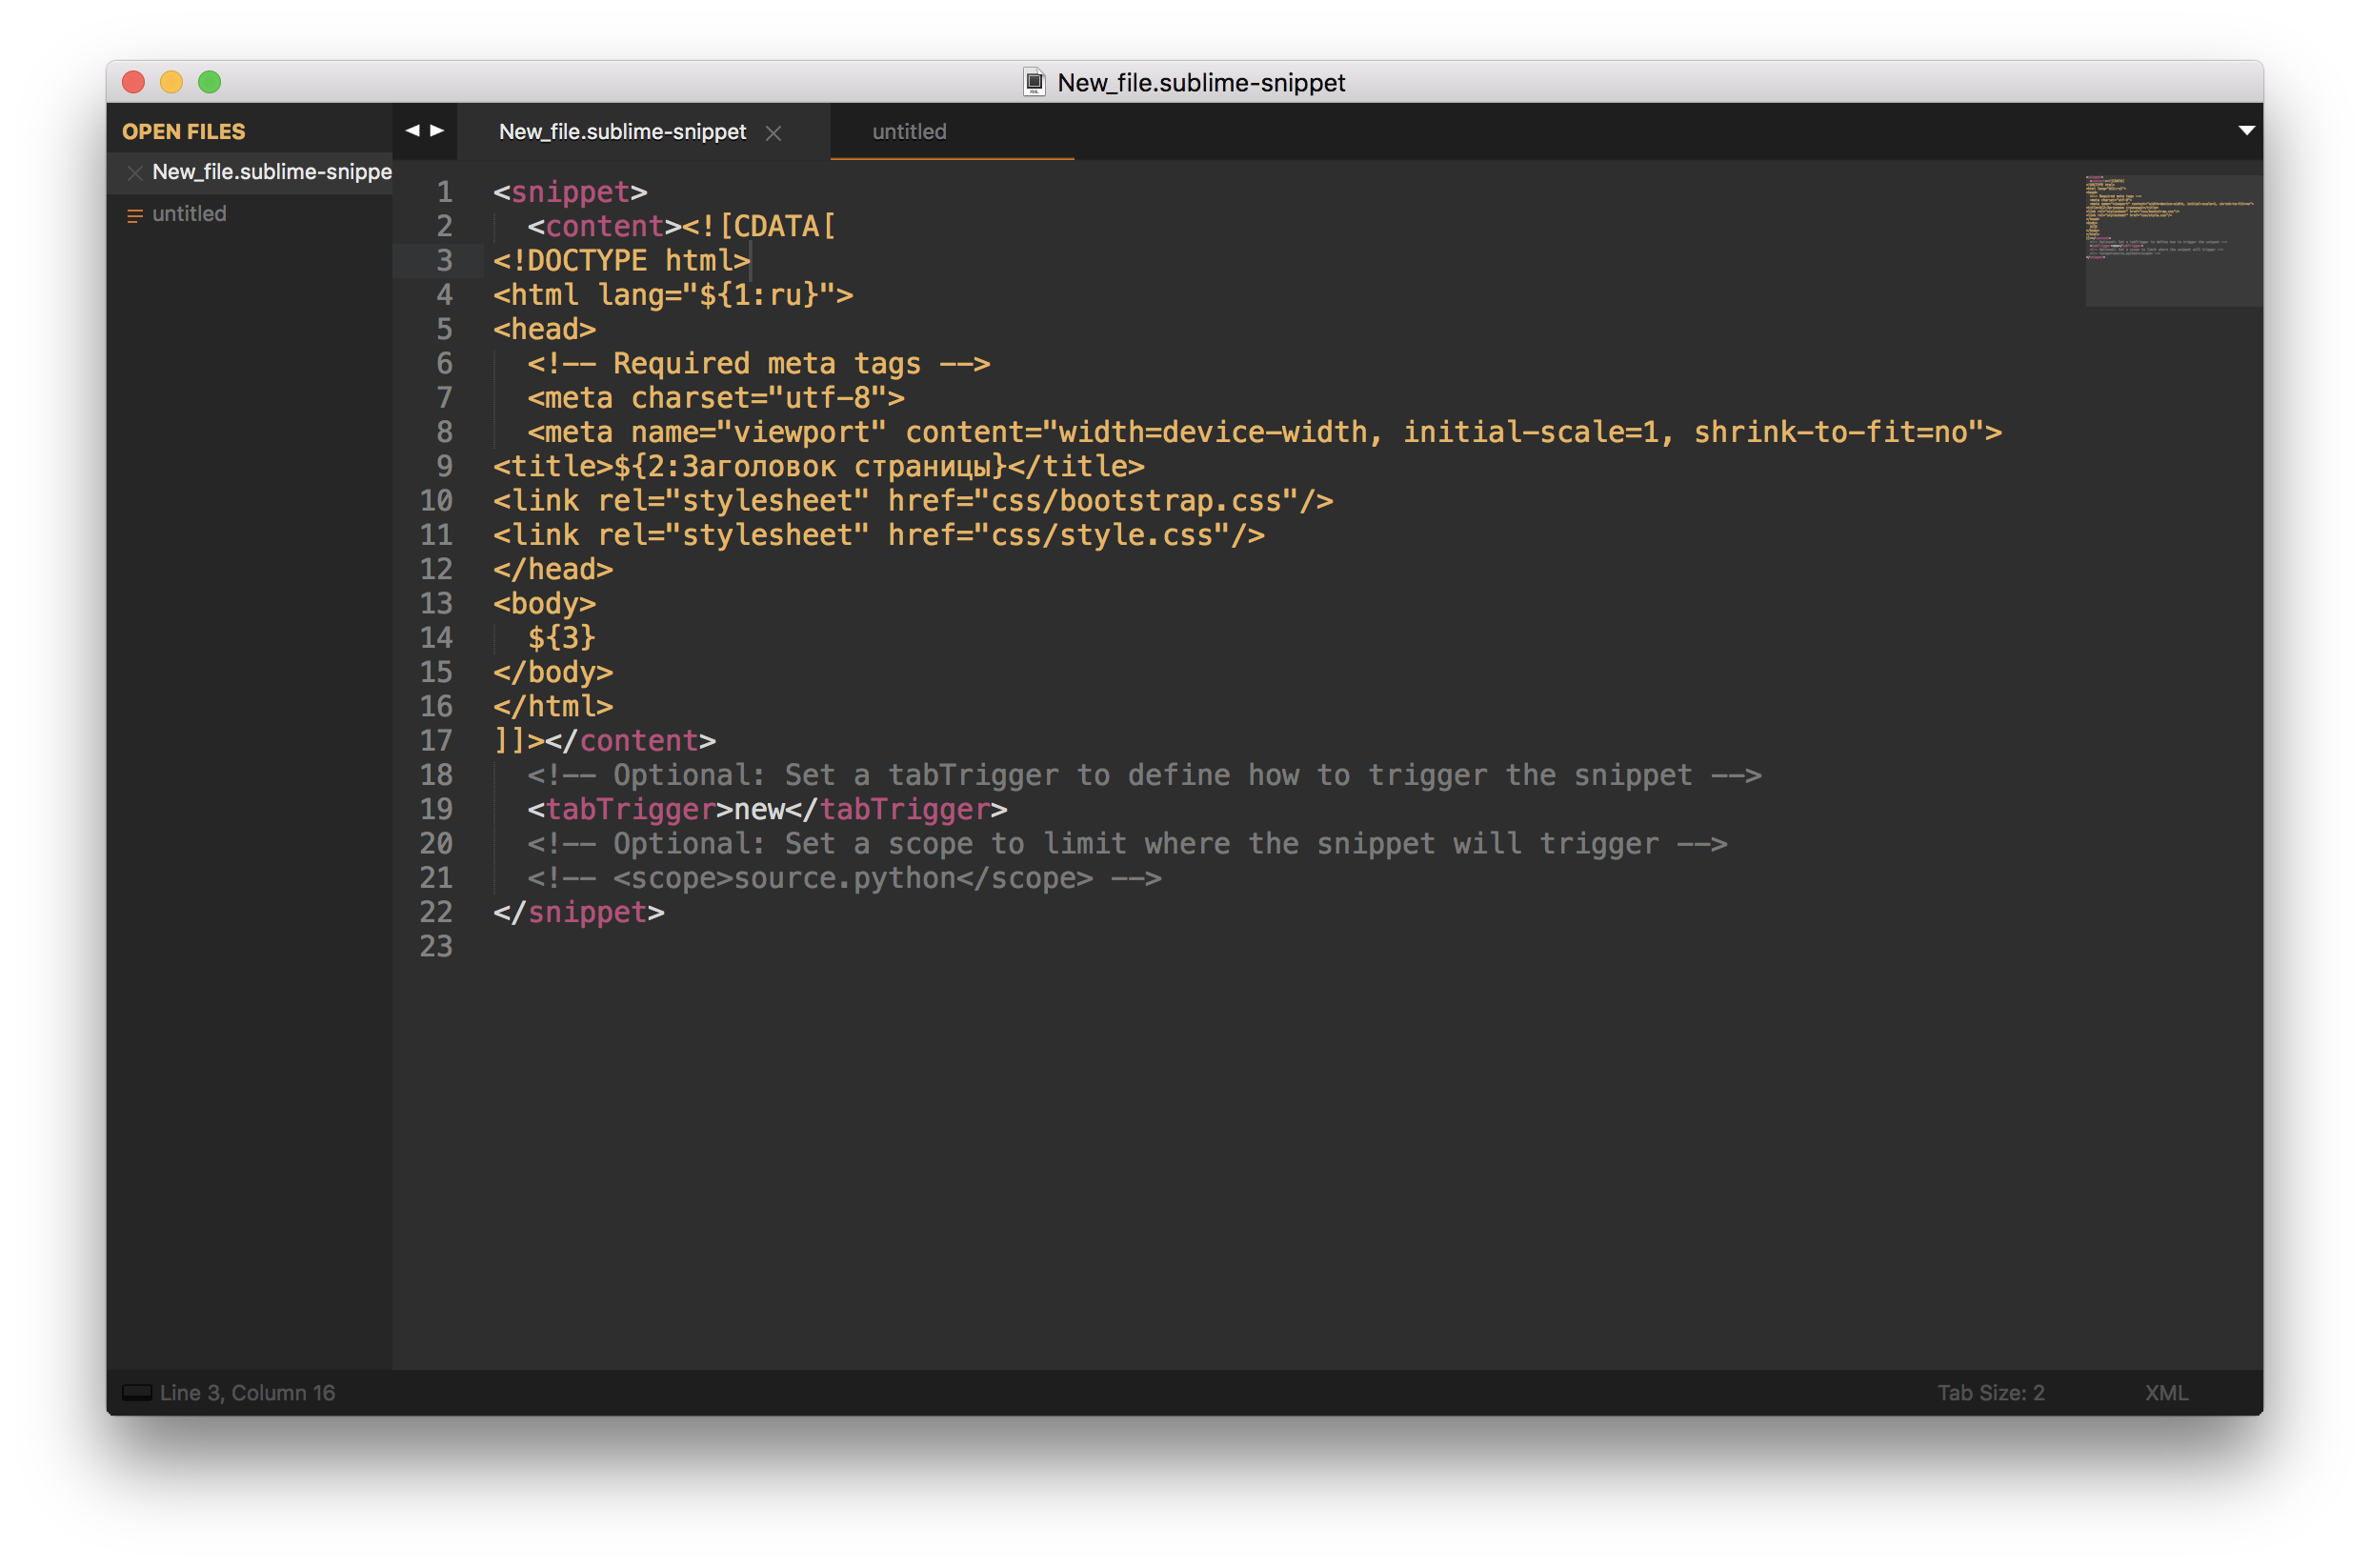 New_file.sublime-snippet
OPEN FILES
New_file.sublime-snippe
untitled
New_file.sublime-snippet
untitled
1 <snippet>
2   <content><![CDATA[
3 <!DOCTYPE html>
4 <html lang="${1:ru}">
5 <head>
6   <!-- Required meta tags -->
7   <meta charset="utf-8">
8   <meta name="viewport" content="width=device-width, initial-scale=1, shrink-to-fit=no">
9 <title>${2:Заголовок страницы}</title>
10 <link rel="stylesheet" href="css/bootstrap.css"/>
11 <link rel="stylesheet" href="css/style.css"/>
12 </head>
13 <body>
14   ${3}
15 </body>
16 </html>
17 ]]></content>
18   <!-- Optional: Set a tabTrigger to define how to trigger the snippet -->
19   <tabTrigger>new</tabTrigger>
20   <!-- Optional: Set a scope to limit where the snippet will trigger -->
21   <!-- <scope>source.python</scope> -->
22 </snippet>
23
Line 3, Column 16
Tab Size: 2
XML